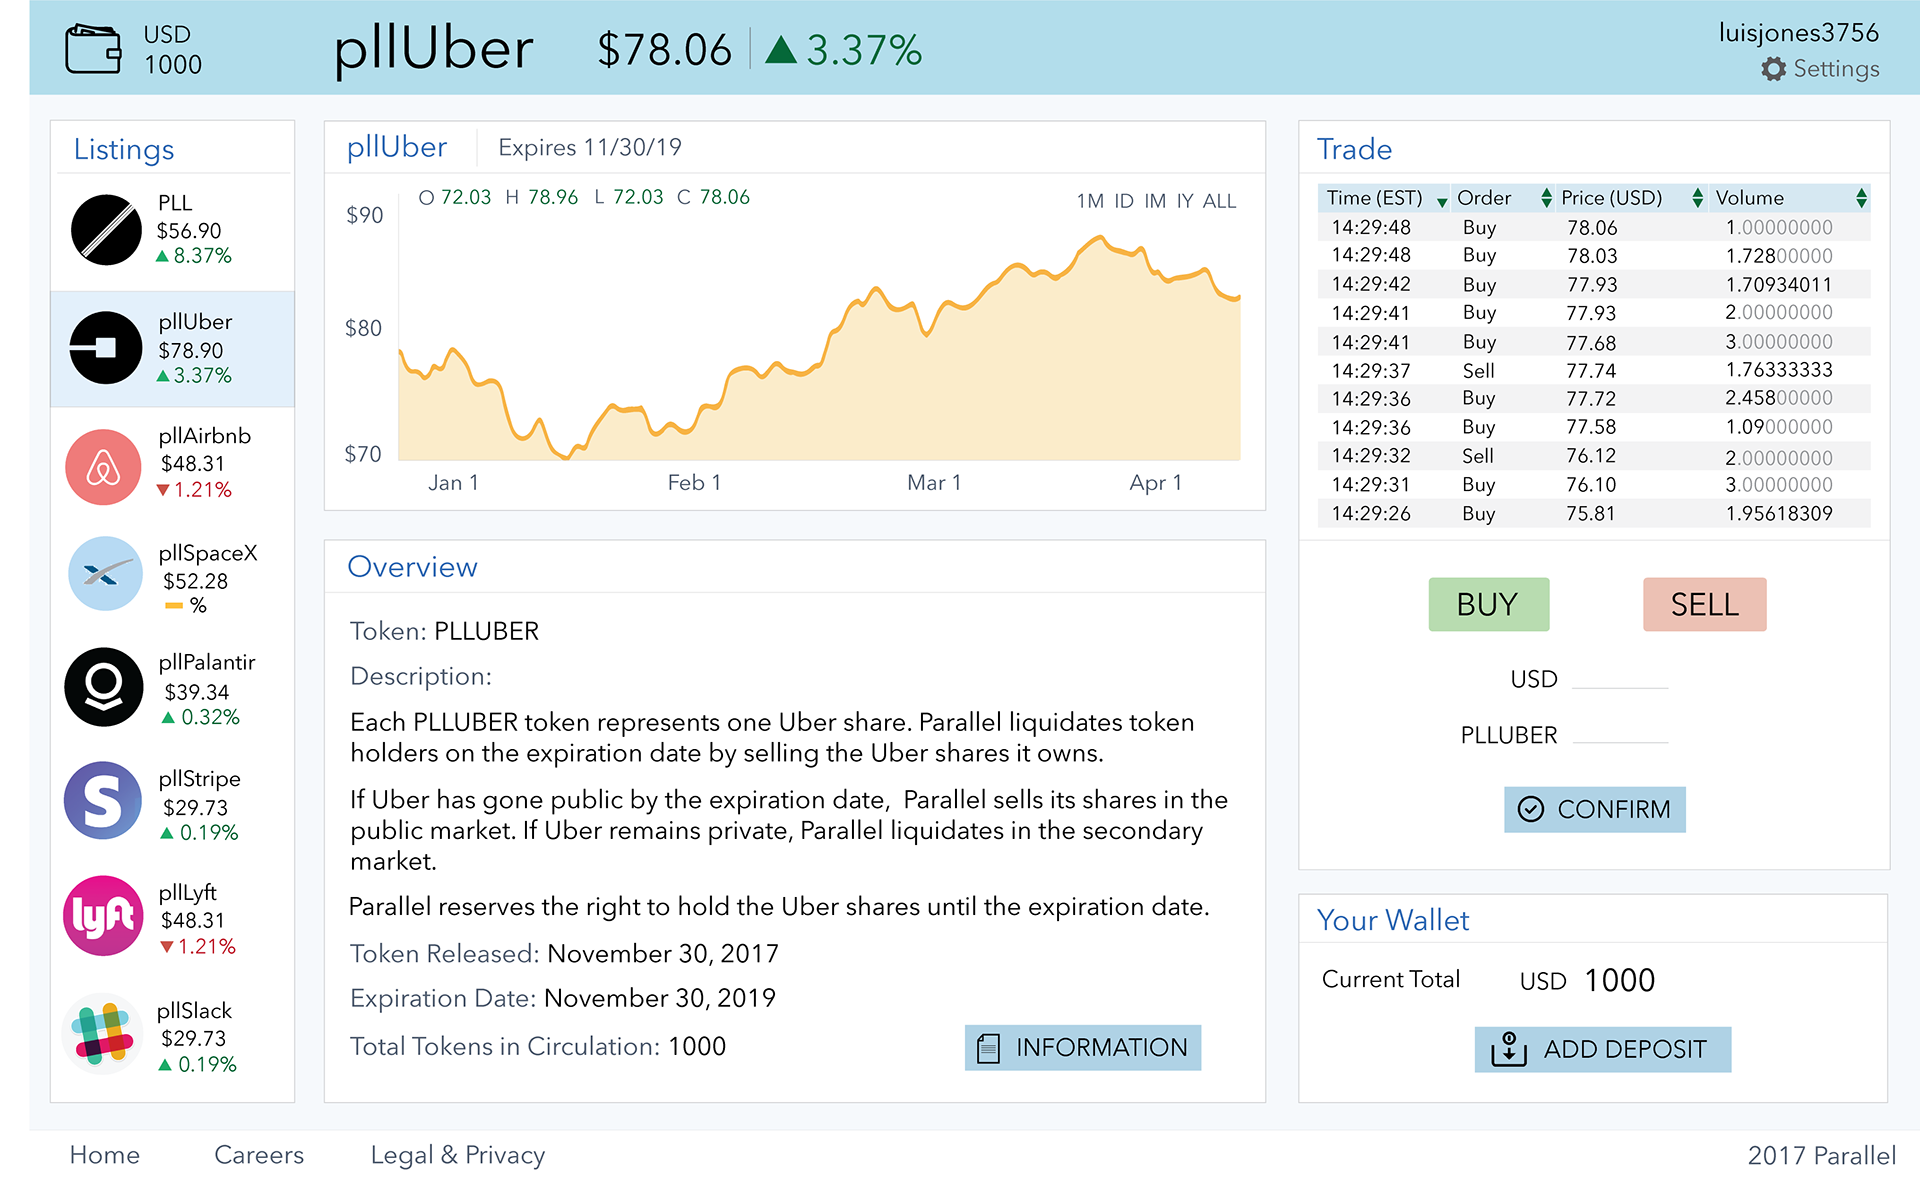 USD
1000
pllUber $78.06 ▲ 3.37%
luisjones3756
Settings
Listings
PLL
$56.90
▲ 8.37%
pllUber
$78.90
▲ 3.37%
pllAirbnb
$48.31
▼ 1.21%
pllSpaceX
$52.28
%
pllPalantir
$39.34
▲ 0.32%
S
pllStripe
$29.73
▲ 0.19%
lyft
pllLyft
$48.31
▼ 1.21%
pllSlack
$29.73
▲ 0.19%
pllUber Expires 11/30/19
O 72.03 H 78.96 L 72.03 C 78.06
1M ID IM IY ALL
$90
$80
$70
Jan 1 Feb 1 Mar 1 Apr 1
Overview
Token: PLLUBER
Description:
Each PLLUBER token represents one Uber share. Parallel liquidates token
holders on the expiration date by selling the Uber shares it owns.
If Uber has gone public by the expiration date,  Parallel sells its shares in the
public market. If Uber remains private, Parallel liquidates in the secondary
market.
Parallel reserves the right to hold the Uber shares until the expiration date.
Token Released: November 30, 2017
Expiration Date: November 30, 2019
Total Tokens in Circulation: 1000
INFORMATION
Trade
Time (EST) Order Price (USD) Volume
14:29:48 Buy 78.06 1.00000000
14:29:48 Buy 78.03 1.72800000
14:29:42 Buy 77.93 1.70934011
14:29:41 Buy 77.93 2.00000000
14:29:41 Buy 77.68 3.00000000
14:29:37 Sell 77.74 1.76333333
14:29:36 Buy 77.72 2.45800000
14:29:36 Buy 77.58 1.09000000
14:29:32 Sell 76.12 2.00000000
14:29:31 Buy 76.10 3.00000000
14:29:26 Buy 75.81 1.95618309
BUY SELL
USD
PLLUBER
CONFIRM
Your Wallet
Current Total USD 1000
ADD DEPOSIT
Home Careers Legal & Privacy 2017 Parallel